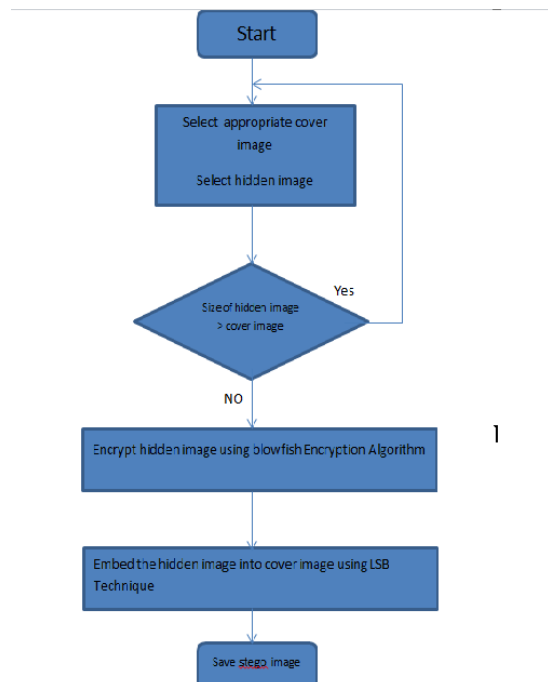 Start
Select appropriate cover
image
Select hidden image
Size of hidden image
> cover image
Yes
NO
Encrypt hidden image using blowfish Encryption Algorithm
1
Embed the hidden image into cover image using LSB
Technique
Save stego image